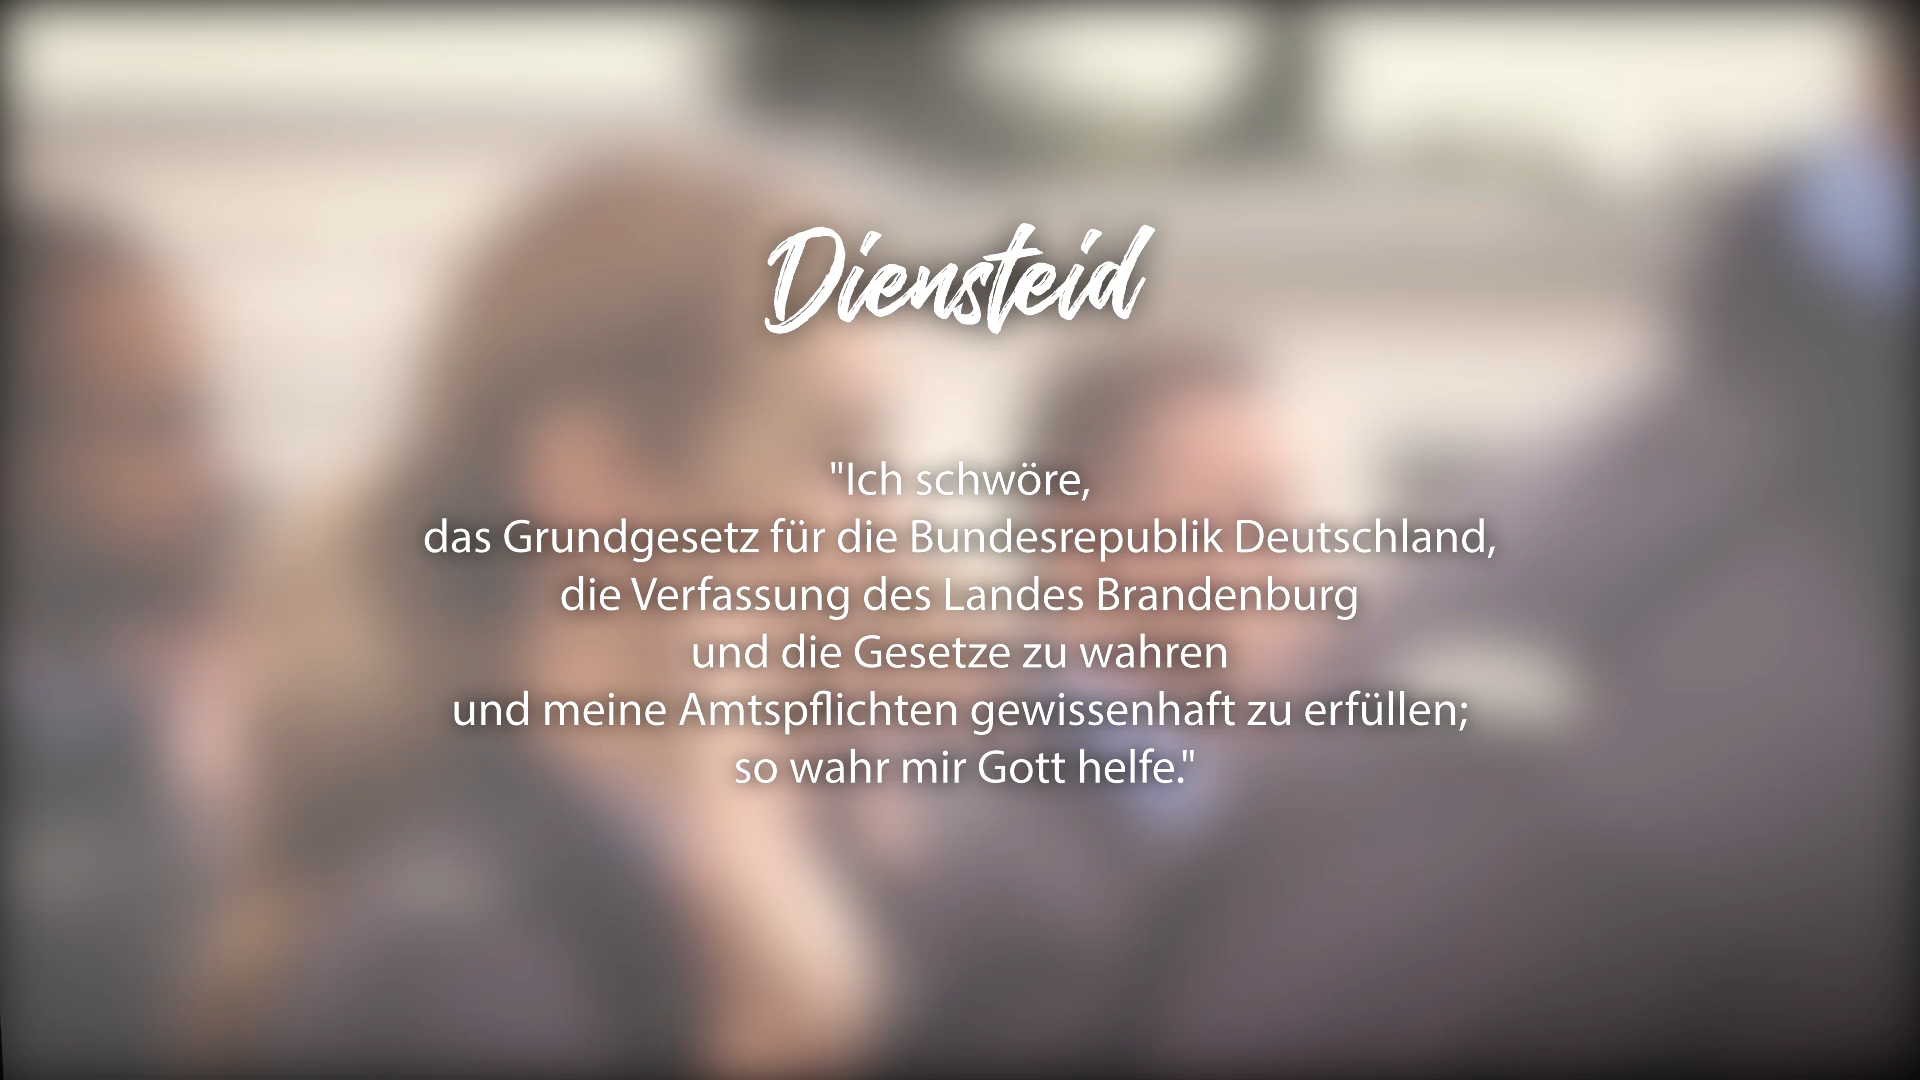 Diensteid
"Ich schwöre,
das Grundgesetz für die Bundesrepublik Deutschland,
die Verfassung des Landes Brandenburg
und die Gesetze zu wahren
und meine Amtspflichten gewissenhaft zu erfüllen;
so wahr mir Gott helfe."